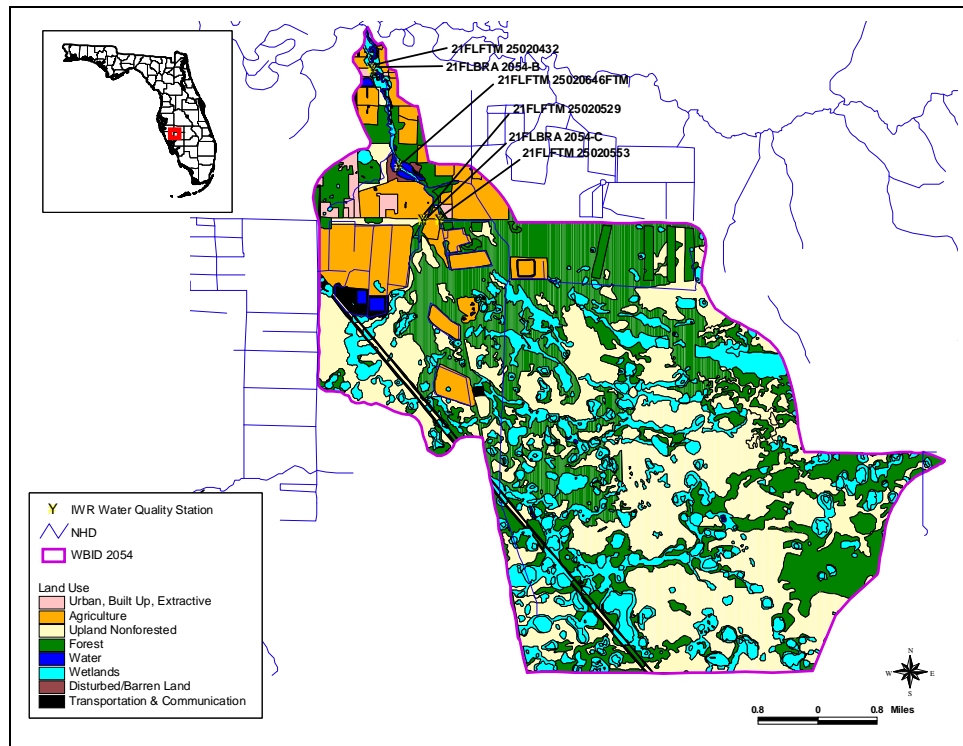 21FLFTM 25020432
21FLBRA 2054-B
21FLFTM 25020646FTM
21FLFTM 25020529
21FLBRA 2054-C
21FLFTM 25020553
Y IWR Water Quality Station
NHD
WBID 2054
Land Use
Urban, Built Up, Extractive
Agriculture
Upland Nonforested
Forest
Water
Wetlands
Disturbed/Barren Land
Transportation & Communication
N
W E
S
0.8 0 0.8 Miles